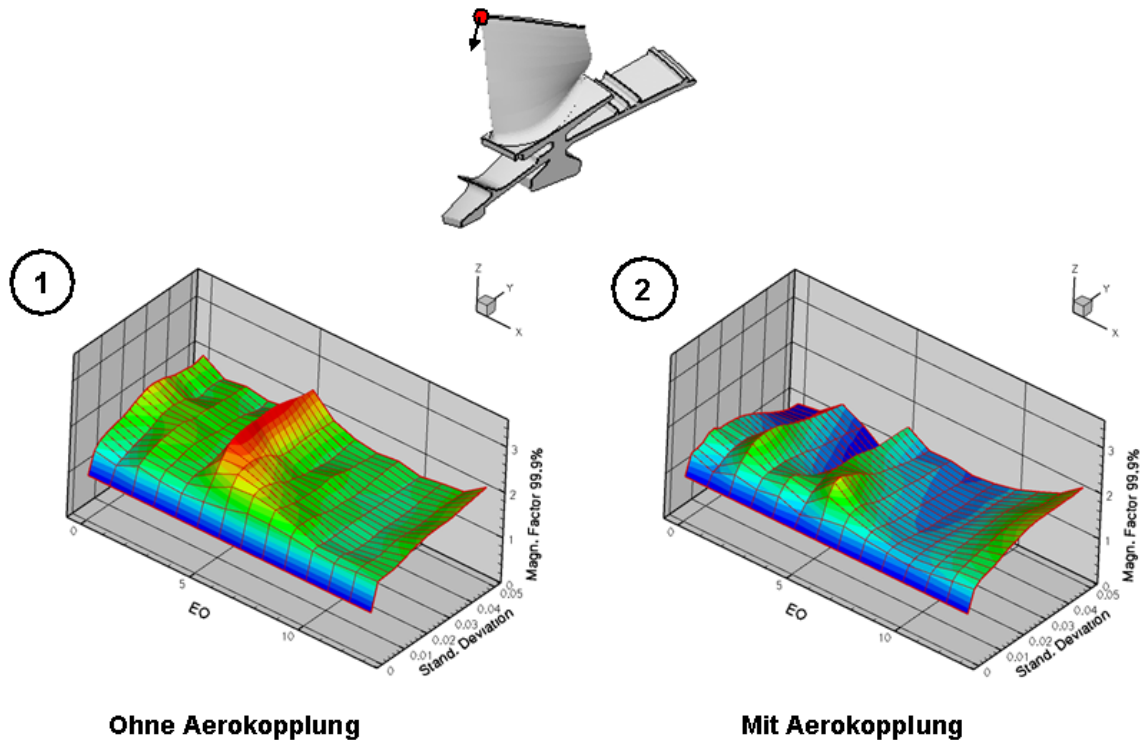 1
2
Z
Y
X
Z
Y
X
3
2
1
0
Magn. Factor 99.9%
0
5
10
EO
0
0.01
0.02
0.03
0.04
0.05
Stand. Deviation
3
2
1
0
Magn. Factor 99.9%
0
5
10
EO
0
0.01
0.02
0.03
0.04
0.05
Stand. Deviation
Ohne Aerokopplung
Mit Aerokopplung